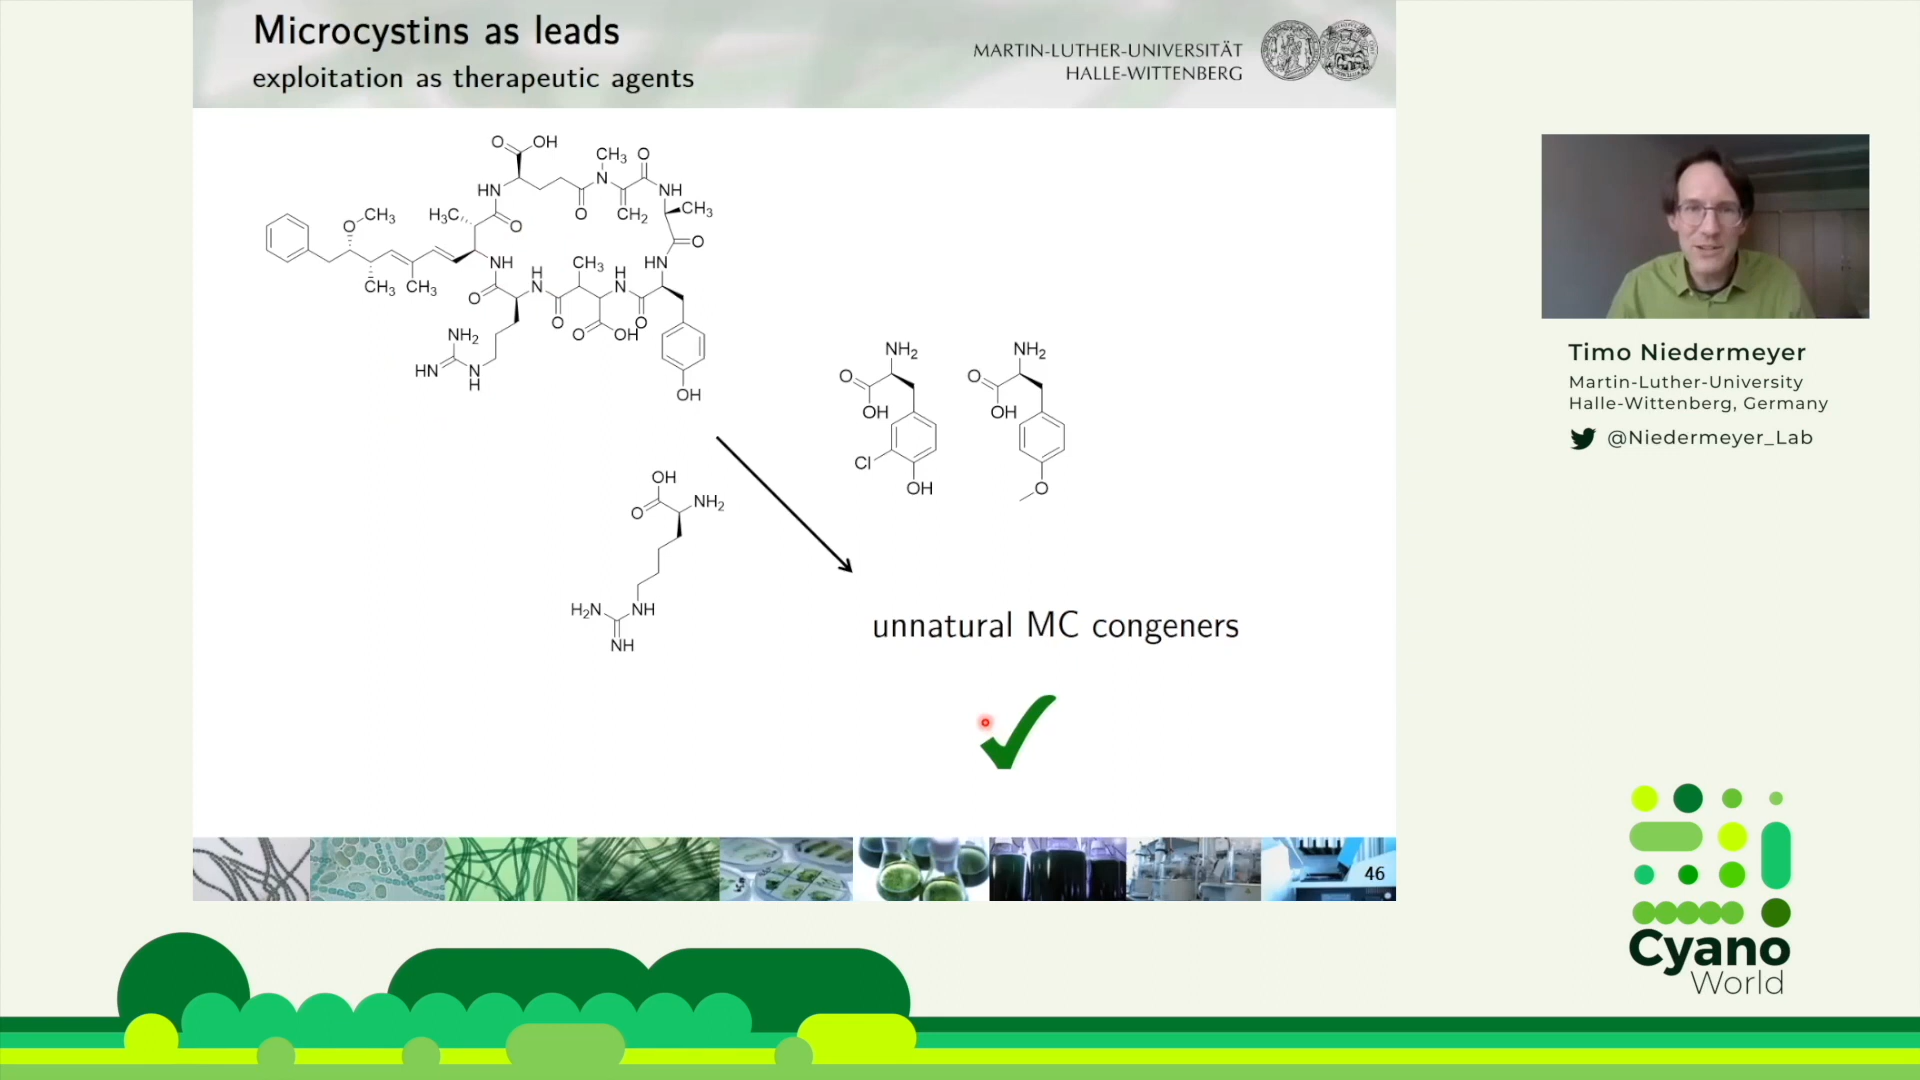 Microcystins as leads
exploitation as therapeutic agents
MARTIN-LUTHER-UNIVERSITÄT
HALLE-WITTENBERG
O OH
CH3 O
HN N NH
O CH3 H3C O O CH2 CH3
O
NH CH3 HN
H H
O N N
CH3 CH3
O O OH O
NH2
HN N
H
OH
NH2 NH2
O O
OH OH
Cl
OH O
OH
O NH2
H2N NH
NH
unnatural MC congeners
46
Timo Niedermeyer
Martin-Luther-University
Halle-Wittenberg, Germany
@Niedermeyer_Lab
Cyano
World